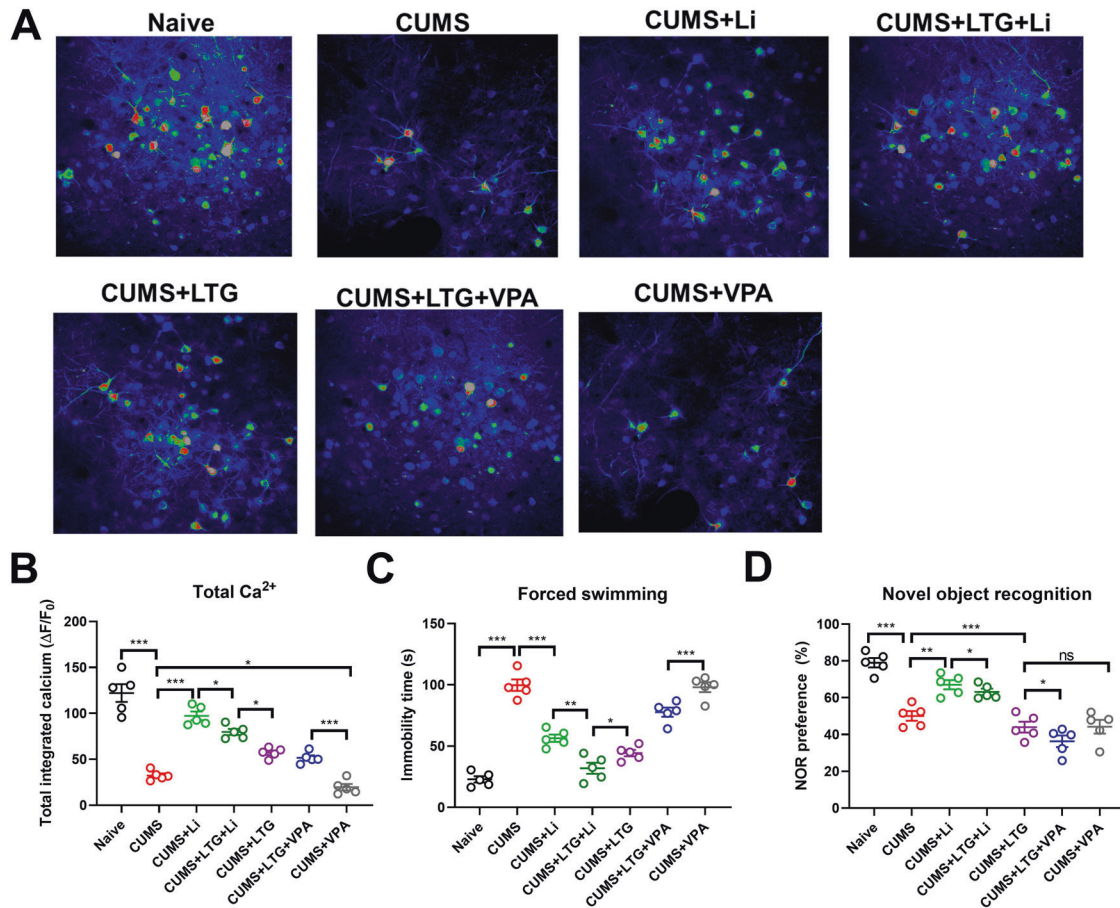 A
Naive
CUMS
CUMS+Li
CUMS+LTG+Li
CUMS+LTG
CUMS+LTG+VPA
CUMS+VPA
B
Total Ca2+
Total integrated calcium (ΔF/F0)
200
150
100
50
0
***
***
*
*
*
***
Naive
CUMS
CUMS+Li
CUMS+LTG+Li
CUMS+LTG
CUMS+LTG+VPA
CUMS+VPA
C
Forced swimming
Immobility time (s)
150
100
50
0
***
***
**
*
***
Naive
CUMS
CUMS+Li
CUMS+LTG+Li
CUMS+LTG
CUMS+LTG+VPA
CUMS+VPA
D
Novel object recognition
NOR preference (%)
100
80
60
40
20
0
***
***
**
*
ns
*
Naive
CUMS
CUMS+Li
CUMS+LTG+Li
CUMS+LTG
CUMS+LTG+VPA
CUMS+VPA